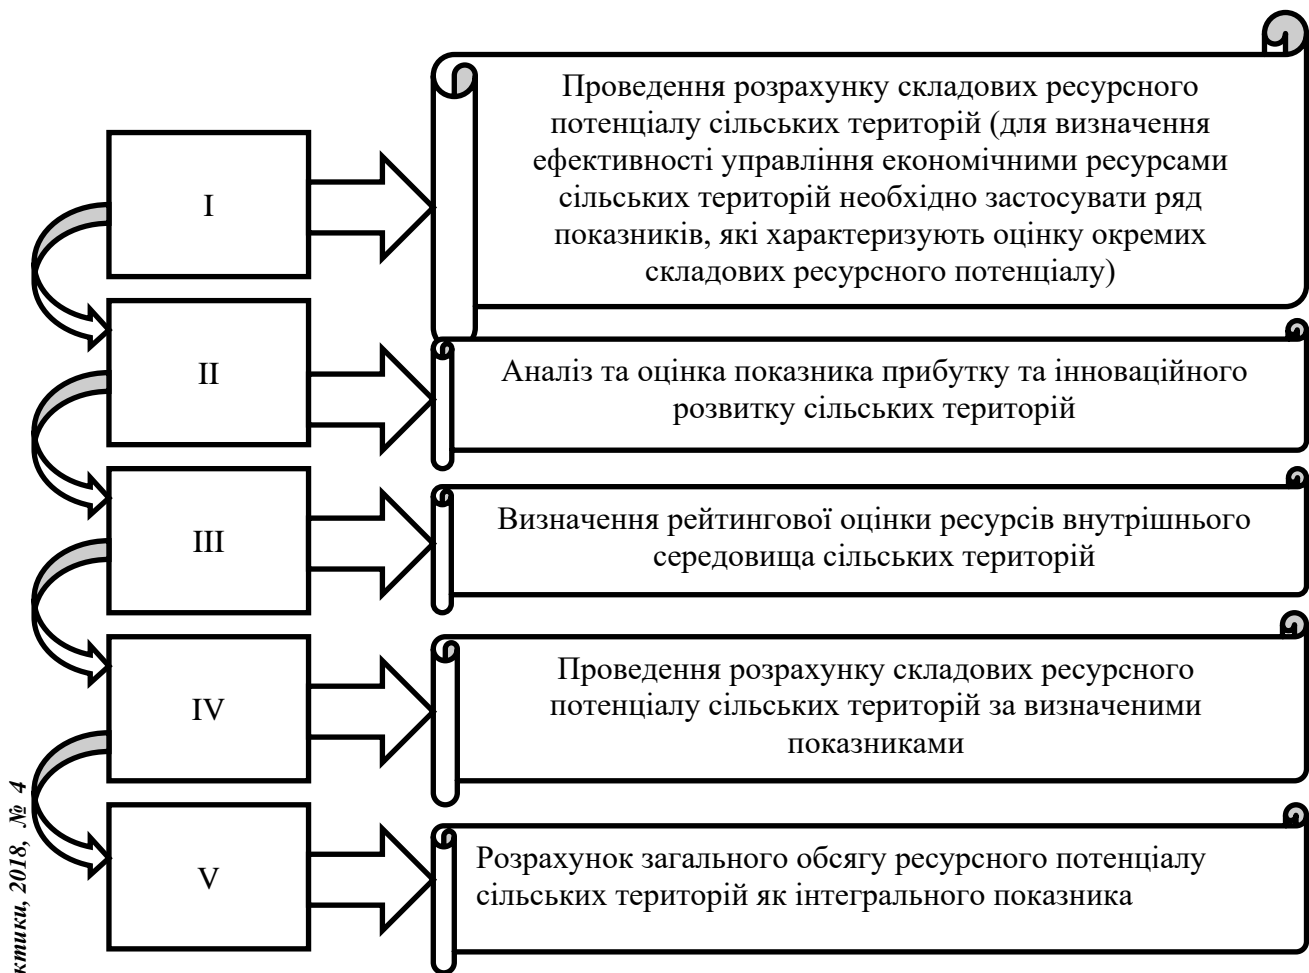 I
Проведення розрахунку складових ресурсного
потенціалу сільських територій (для визначення
ефективності управління економічними ресурсами
сільських територій необхідно застосувати ряд
показників, які характеризують оцінку окремих
складових ресурсного потенціалу)
II
Аналіз та оцінка показника прибутку та інноваційного
розвитку сільських територій
III
Визначення рейтингової оцінки ресурсів внутрішнього
середовища сільських територій
IV
Проведення розрахунку складових ресурсного
потенціалу сільських територій за визначеними
показниками
V
Розрахунок загального обсягу ресурсного потенціалу
сільських територій як інтегрального показника
2018, № 4